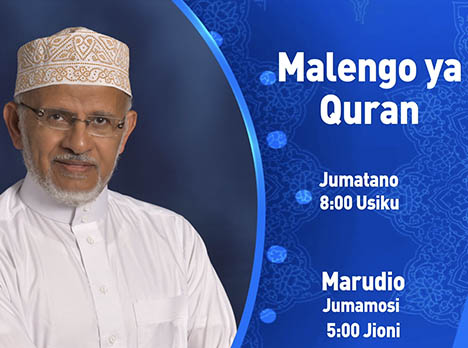 Malengo ya
Quran
Jumatano
8:00 Usiku
Marudio
Jumamosi
5:00 Jioni